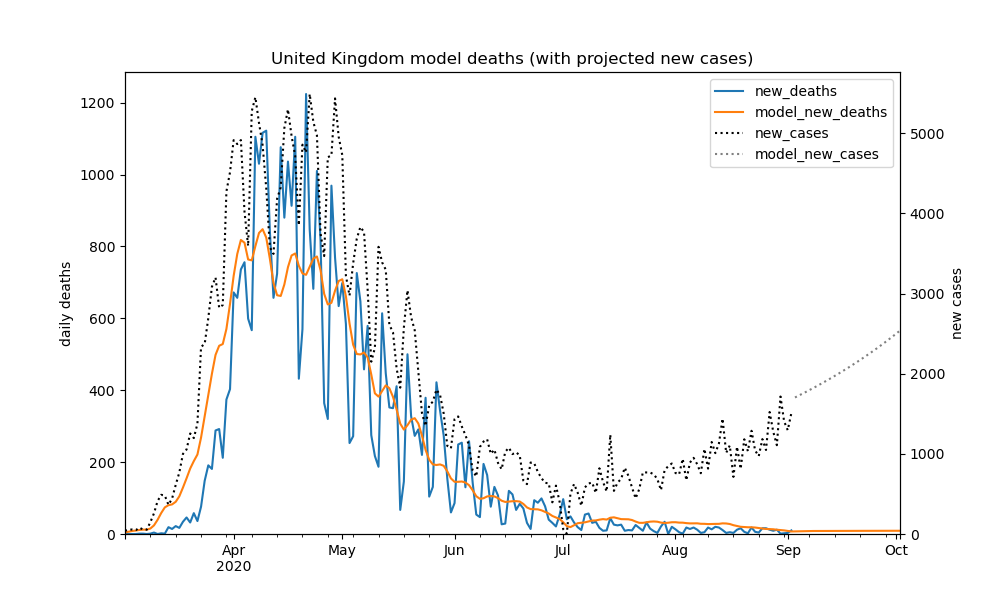 United Kingdom model deaths (with projected new cases)
new_deaths
model_new_deaths
new_cases
model_new_cases
daily deaths
new cases
1200
1000
800
600
400
200
0
5000
4000
3000
2000
1000
0
Apr
2020
May
Jun
Jul
Aug
Sep
Oct